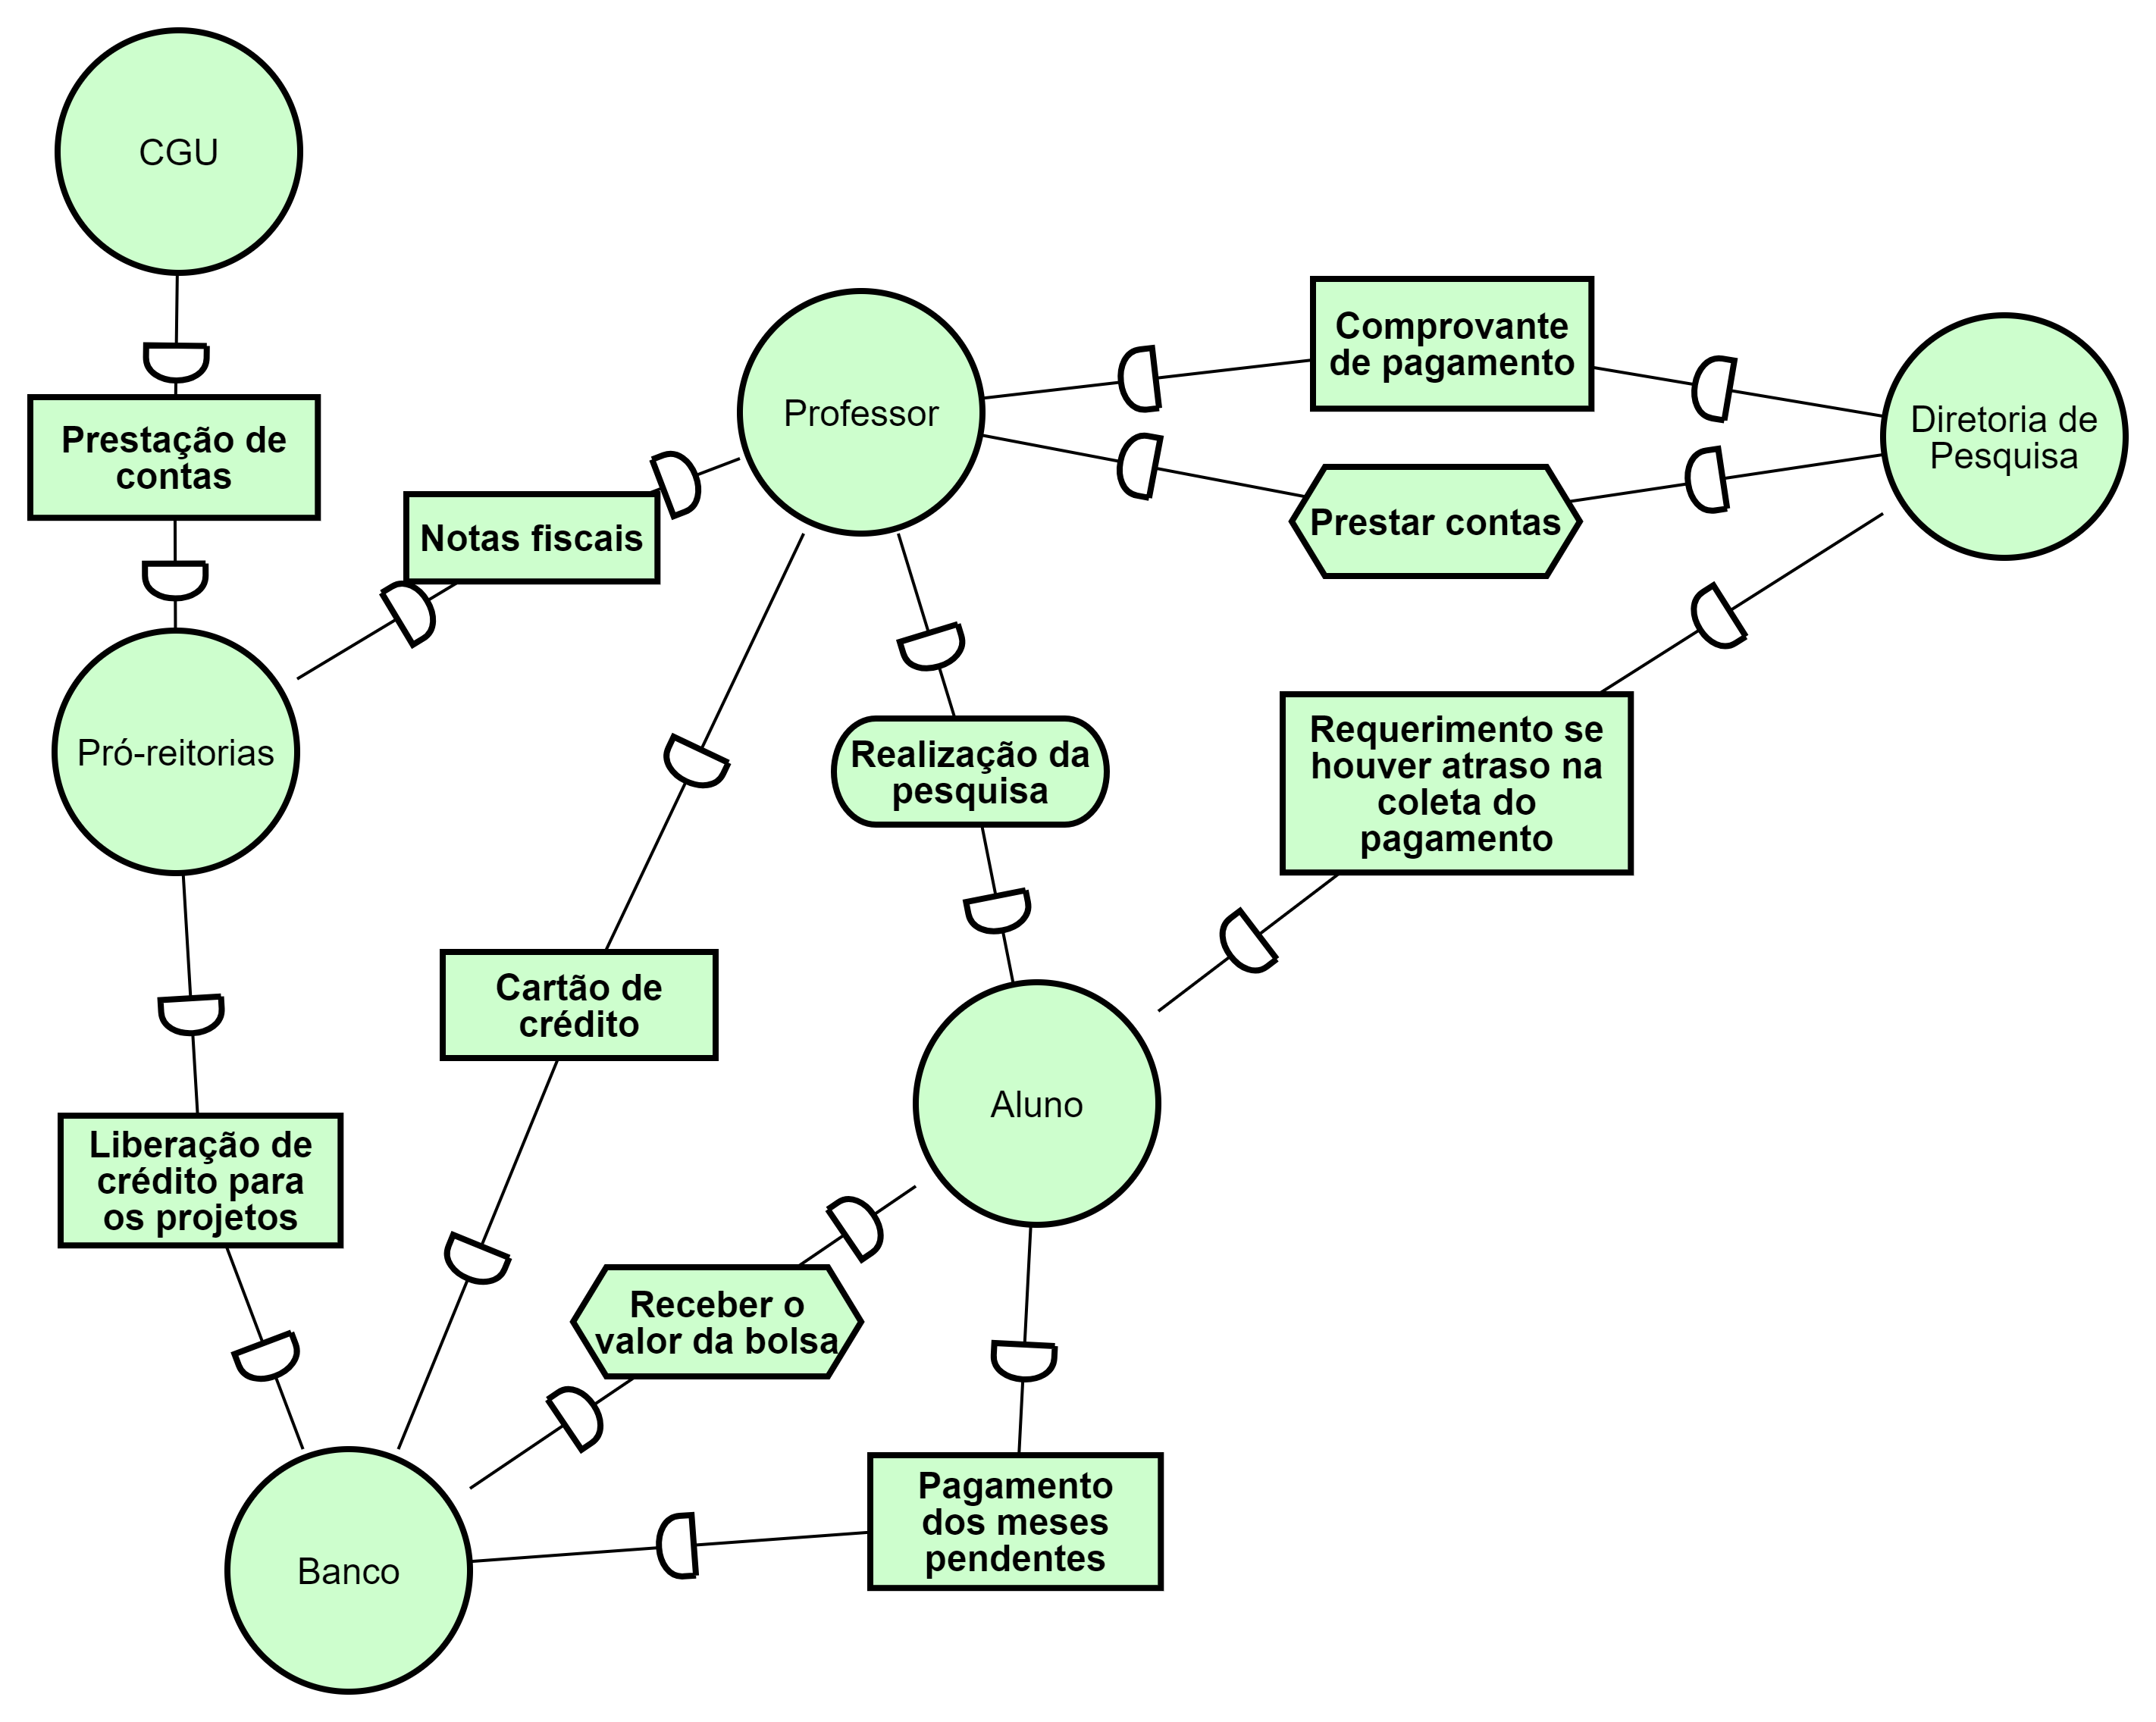 CGU
Prestação de
contas
Notas fiscais
Professor
Comprovante
de pagamento
Diretoria de
Pesquisa
Prestar contas
Pró-reitorias
Realização da
pesquisa
Requerimento se
houver atraso na
coleta do
pagamento
Cartão de
crédito
Aluno
Liberação de
crédito para
os projetos
Receber o
valor da bolsa
Pagamento
dos meses
pendentes
Banco